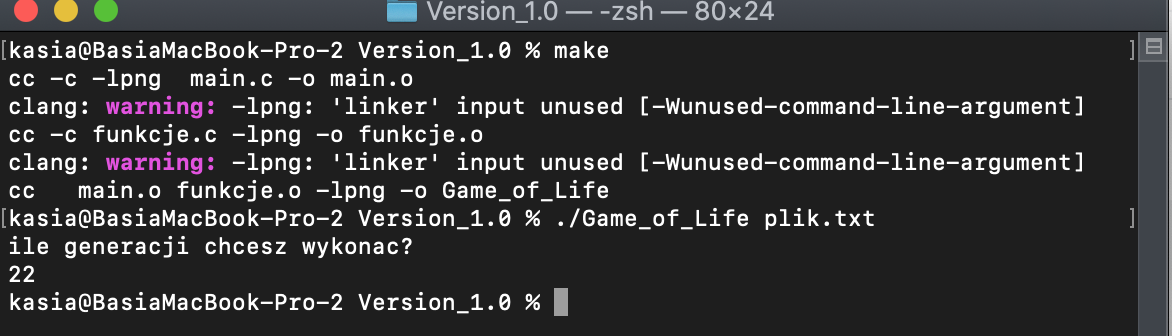 Version_1.0 — -zsh — 80×24
[kasia@BasiaMacBook-Pro-2 Version_1.0 % make ]
cc -c -lpng  main.c -o main.o
clang: warning: -lpng: 'linker' input unused [-Wunused-command-line-argument]
cc -c funkcje.c -lpng -o funkcje.o
clang: warning: -lpng: 'linker' input unused [-Wunused-command-line-argument]
cc   main.o funkcje.o -lpng -o Game_of_Life
[kasia@BasiaMacBook-Pro-2 Version_1.0 % ./Game_of_Life plik.txt ]
ile generacji chcesz wykonac?
22
kasia@BasiaMacBook-Pro-2 Version_1.0 %